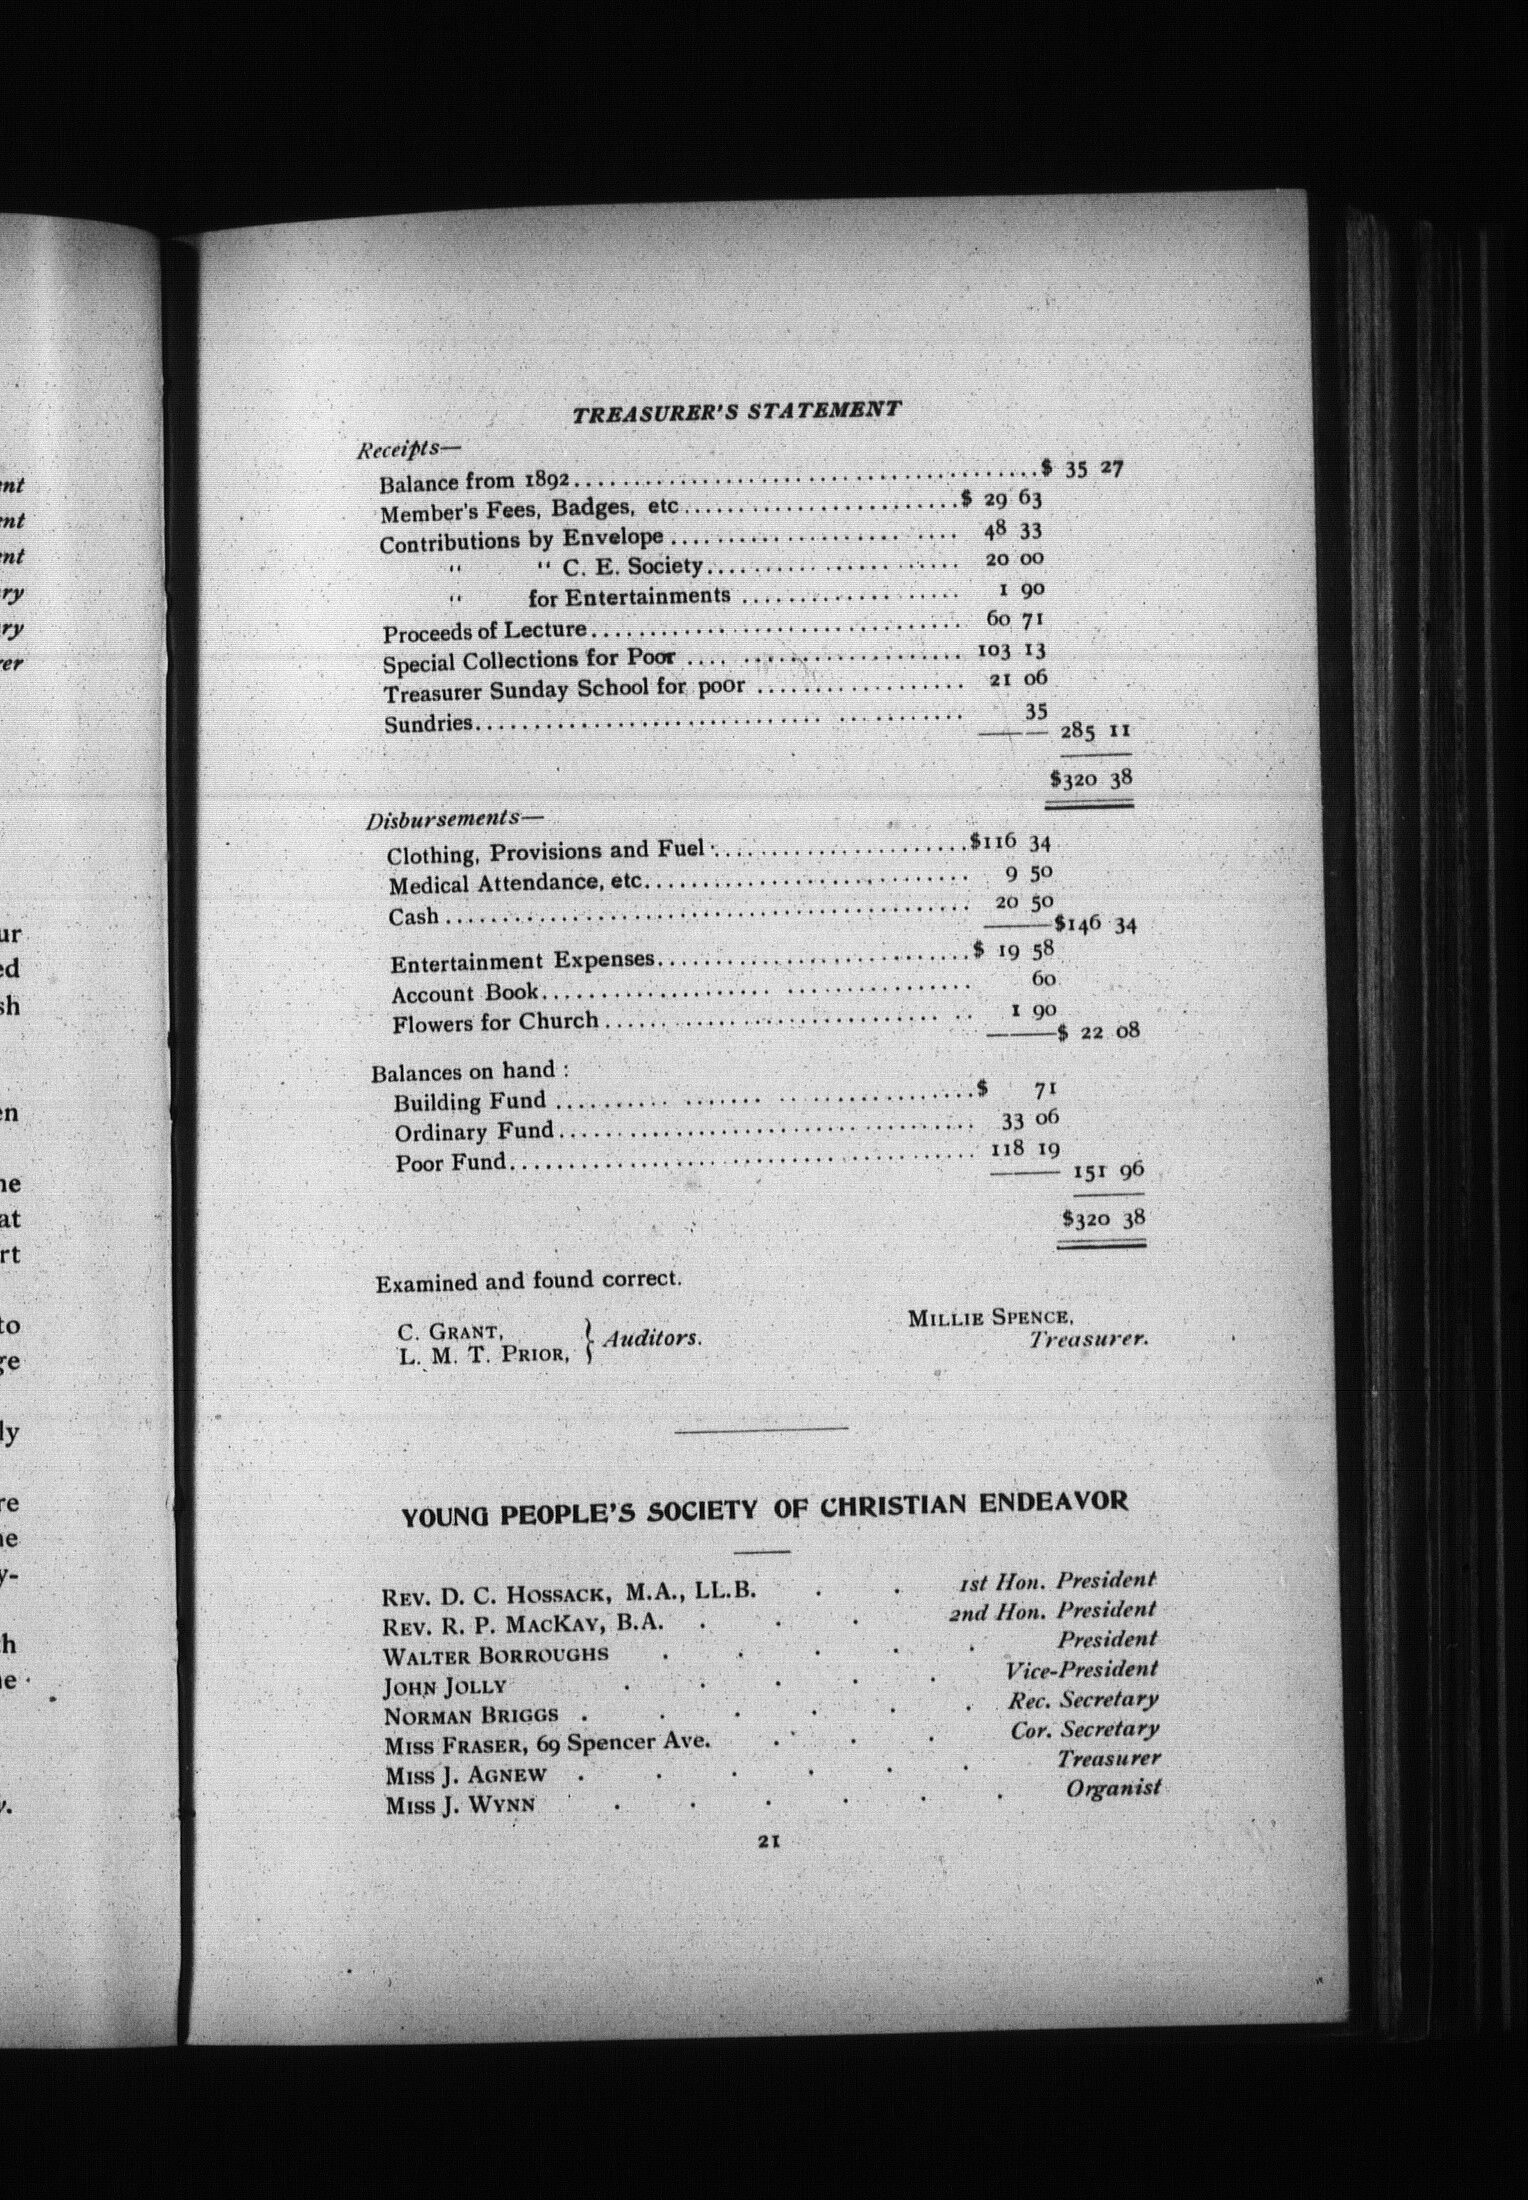 TREASURER'S STATEMENT
Receipts—
Balance from 1892........................................$ 35 27
Member's Fees, Badges, etc........................$ 29 63
Contributions by Envelope ........................ 48 33
" " C. E. Society...................... 20 00
" for Entertainments ................... 1 90
Proceeds of Lecture................................ 60 71
Special Collections for Poor ....................... 103 13
Treasurer Sunday School for poor .................. 21 06
Sundries.......................................... 35
285 11
$320 38
Disbursements—
Clothing, Provisions and Fuel......................$116 34
Medical Attendance, etc............................ 9 50
Cash ............................................. 20 50
$146 34
Entertainment Expenses...........................$ 19 58
Account Book..................................... 60
Flowers for Church ............................... 1 90
$ 22 08
Balances on hand :
Building Fund ....................................$ 71
Ordinary Fund.................................... 33 06
Poor Fund........................................ 118 19
151 96
$320 38
Examined and found correct.
C. GRANT,
L. M. T. PRIOR, } Auditors.
MILLIE SPENCE,
Treasurer.
YOUNG PEOPLE'S SOCIETY OF CHRISTIAN ENDEAVOR
REV. D. C. HOSSACK, M.A., LL.B. . . 1st Hon. President
REV. R. P. MACKAY, B.A. . . . 2nd Hon. President
WALTER BORROUGHS . . . . . President
JOHN JOLLY . . . . . Vice-President
NORMAN BRIGGS . . . . . . Rec. Secretary
MISS FRASER, 69 Spencer Ave. . . . Cor. Secretary
MISS J. AGNEW . . . . . . Treasurer
MISS J. WYNN . . . . . . Organist
21